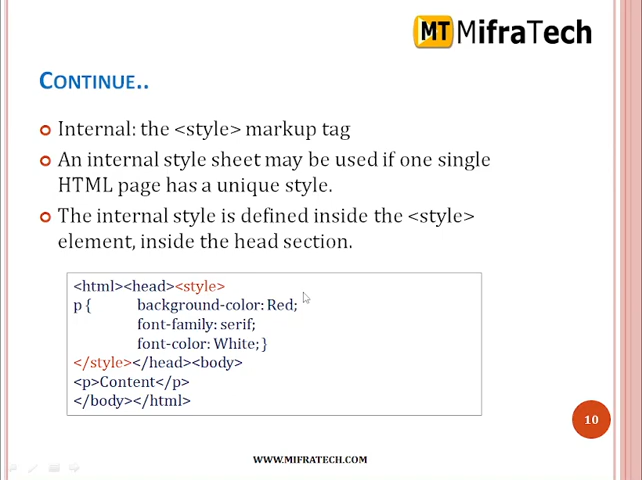 MT MifraTech
CONTINUE..
Internal: the <style> markup tag
An internal style sheet may be used if one single
HTML page has a unique style.
The internal style is defined inside the <style>
element, inside the head section.
<html><head><style>
p { background-color: Red;
font-family: serif;
font-color: White; }
</style></head><body>
<p>Content</p>
</body></html>
10
WWW.MIFRATECH.COM